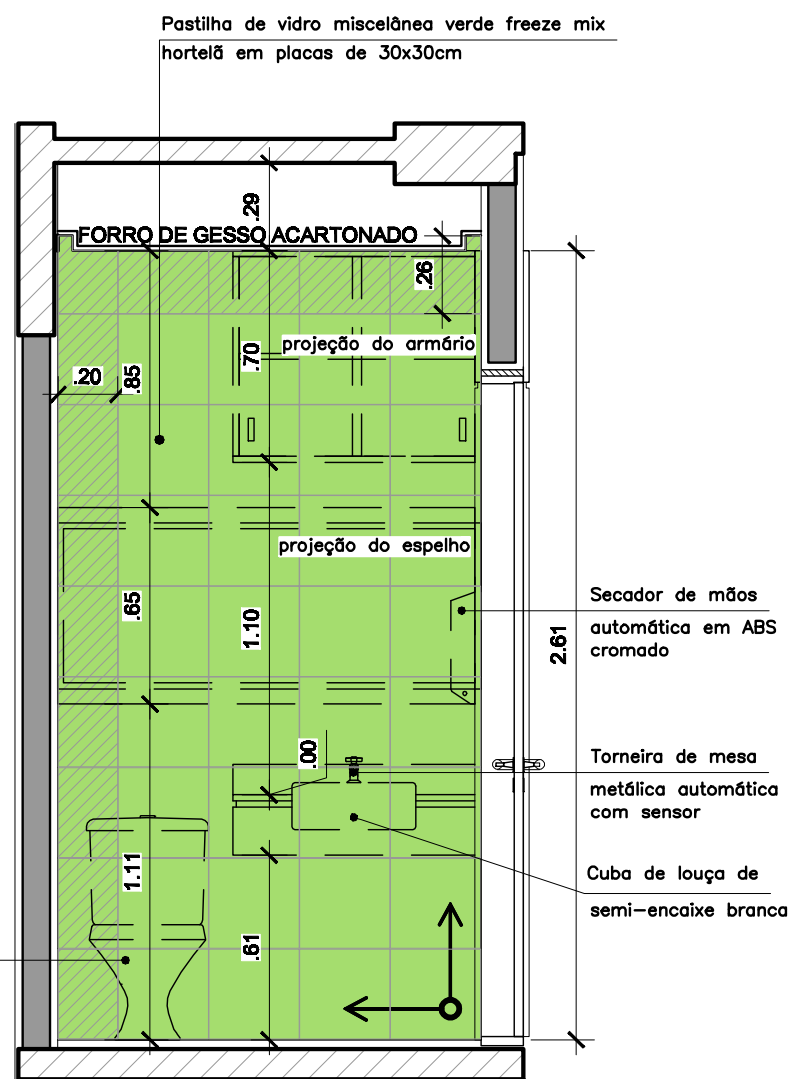 Pastilha de vidro miscelânea verde freeze mix
hortelã em placas de 30x30cm
.29
FORRO DE GESSO ACARTONADO
.26
projeção do armário
.70
.20
.85
projeção do espelho
.65
1.10
2.61
Secador de mãos
automática em ABS
cromado
.00
Torneira de mesa
metálica automática
com sensor
1.11
Cuba de louça de
semi-encaixe branca
.61